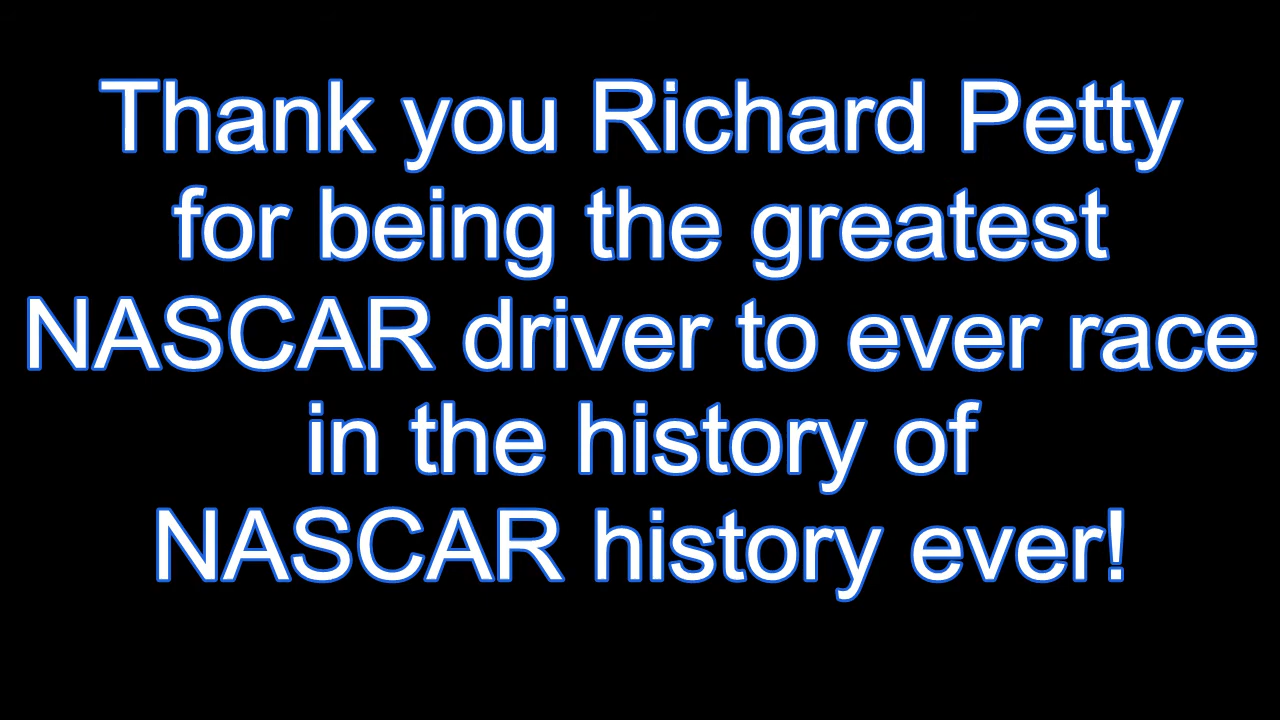 Thank you Richard Petty
for being the greatest
NASCAR driver to ever race
in the history of
NASCAR history ever!